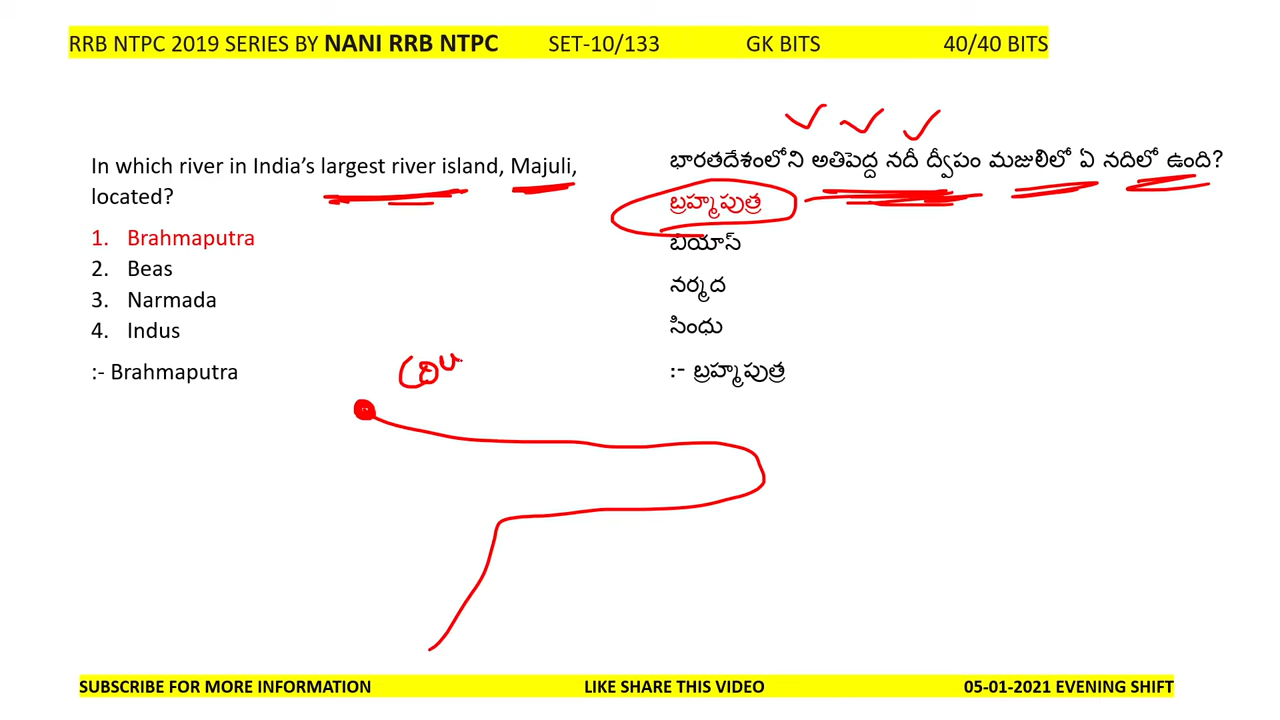 RRB NTPC 2019 SERIES BY NANI RRB NTPC SET-10/133 GK BITS 40/40 BITS
In which river in India's largest river island, Majuli,
located?
1. Brahmaputra
2. Beas
3. Narmada
4. Indus
:- Brahmaputra
భారతదేశంలోని అతిపెద్ద నదీ ద్వీపం మజులిలో ఏ నదిలో ఉంది?
బ్రహ్మపుత్ర
బియాస్
నర్మద
సింధు
:- బ్రహ్మపుత్ర
SUBSCRIBE FOR MORE INFORMATION LIKE SHARE THIS VIDEO 05-01-2021 EVENING SHIFT